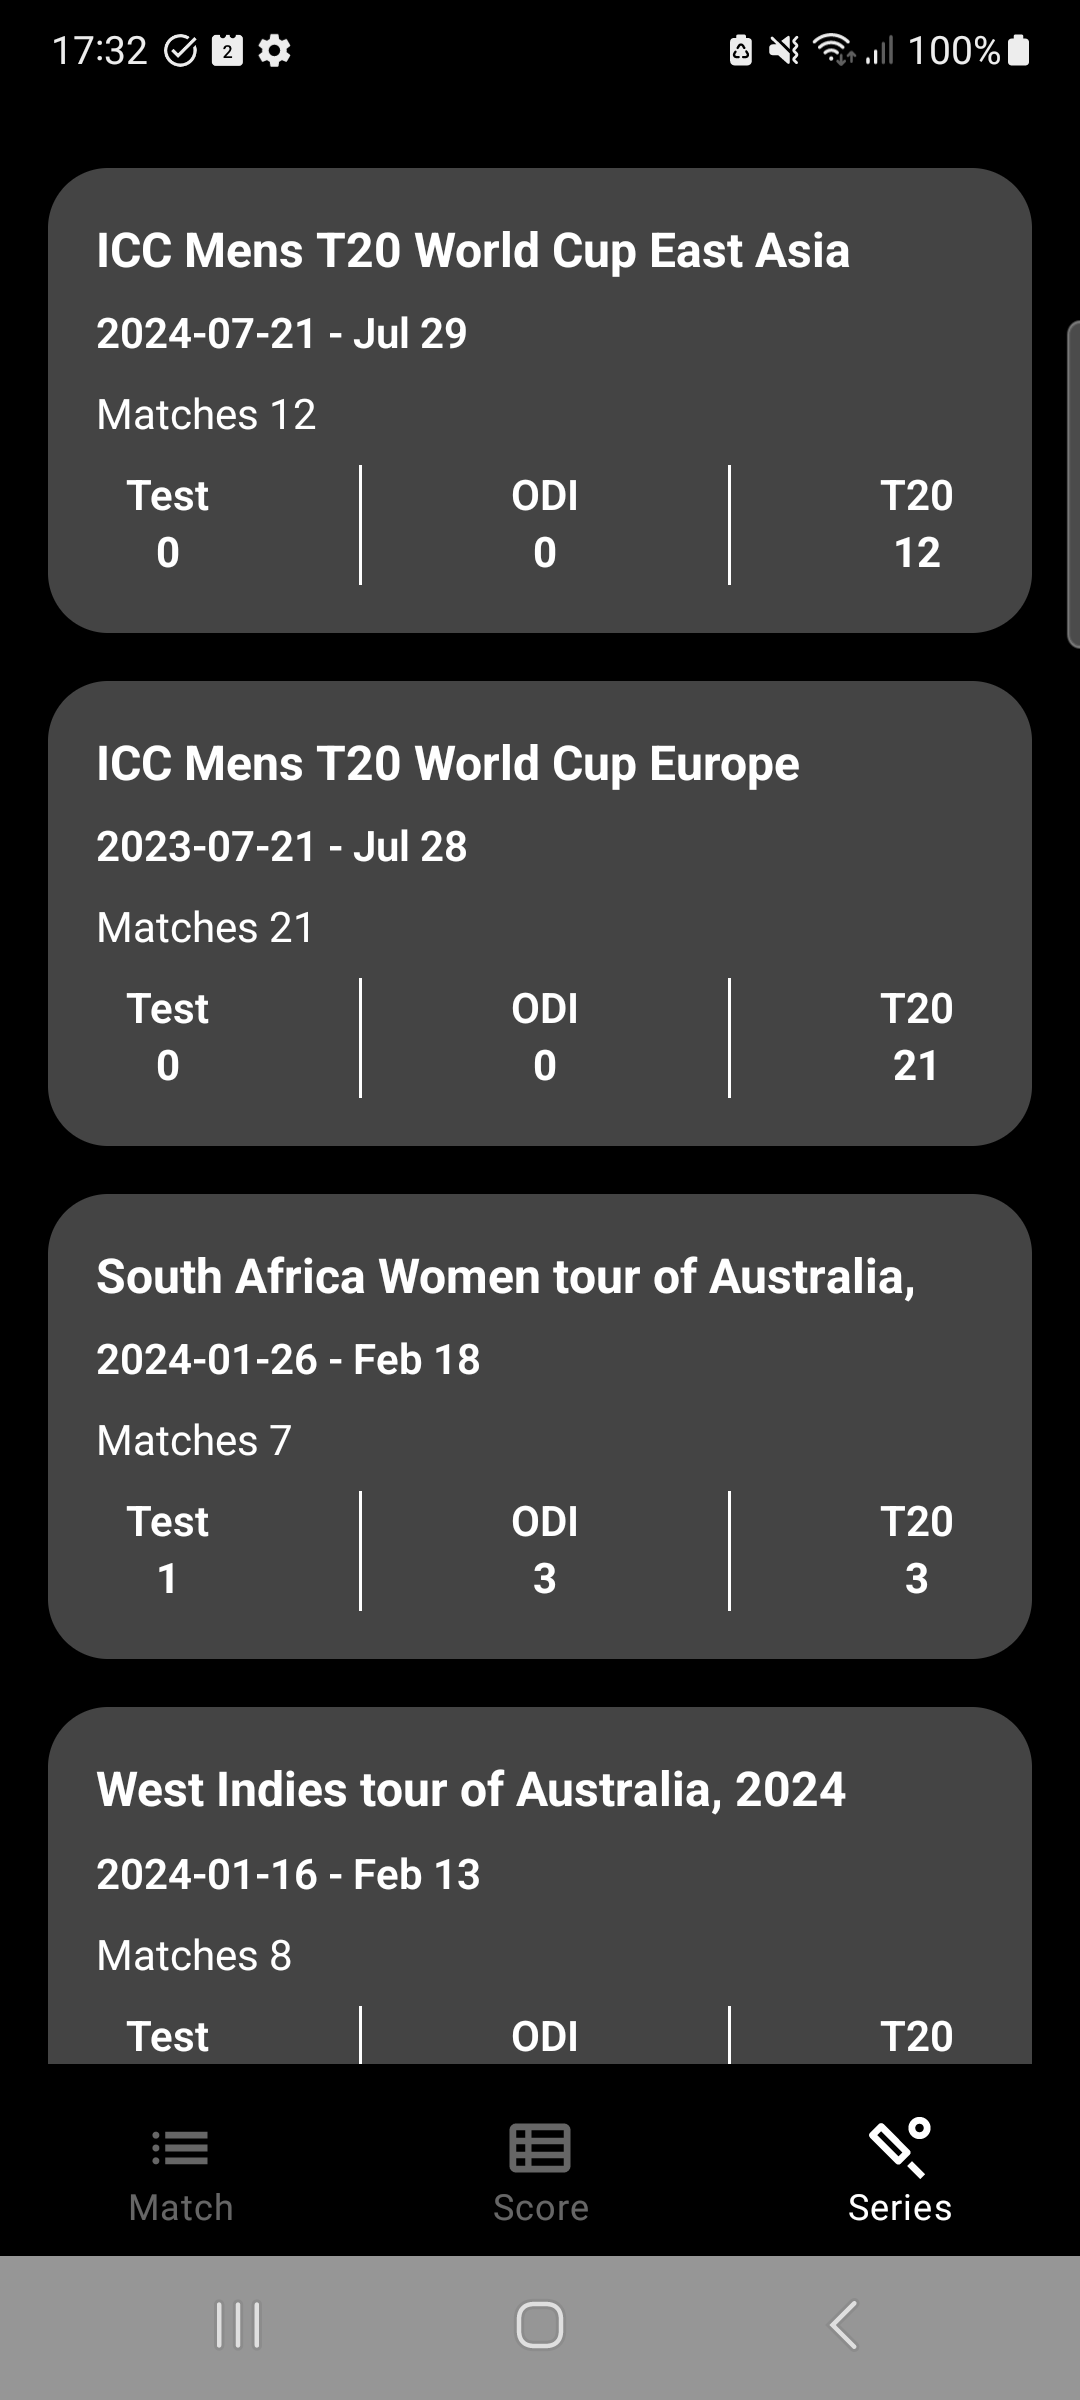 17:32 2 100%
ICC Mens T20 World Cup East Asia
2024-07-21 - Jul 29
Matches 12
Test ODI T20
0 0 12
ICC Mens T20 World Cup Europe
2023-07-21 - Jul 28
Matches 21
Test ODI T20
0 0 21
South Africa Women tour of Australia,
2024-01-26 - Feb 18
Matches 7
Test ODI T20
1 3 3
West Indies tour of Australia, 2024
2024-01-16 - Feb 13
Matches 8
Test ODI T20
Match Score Series